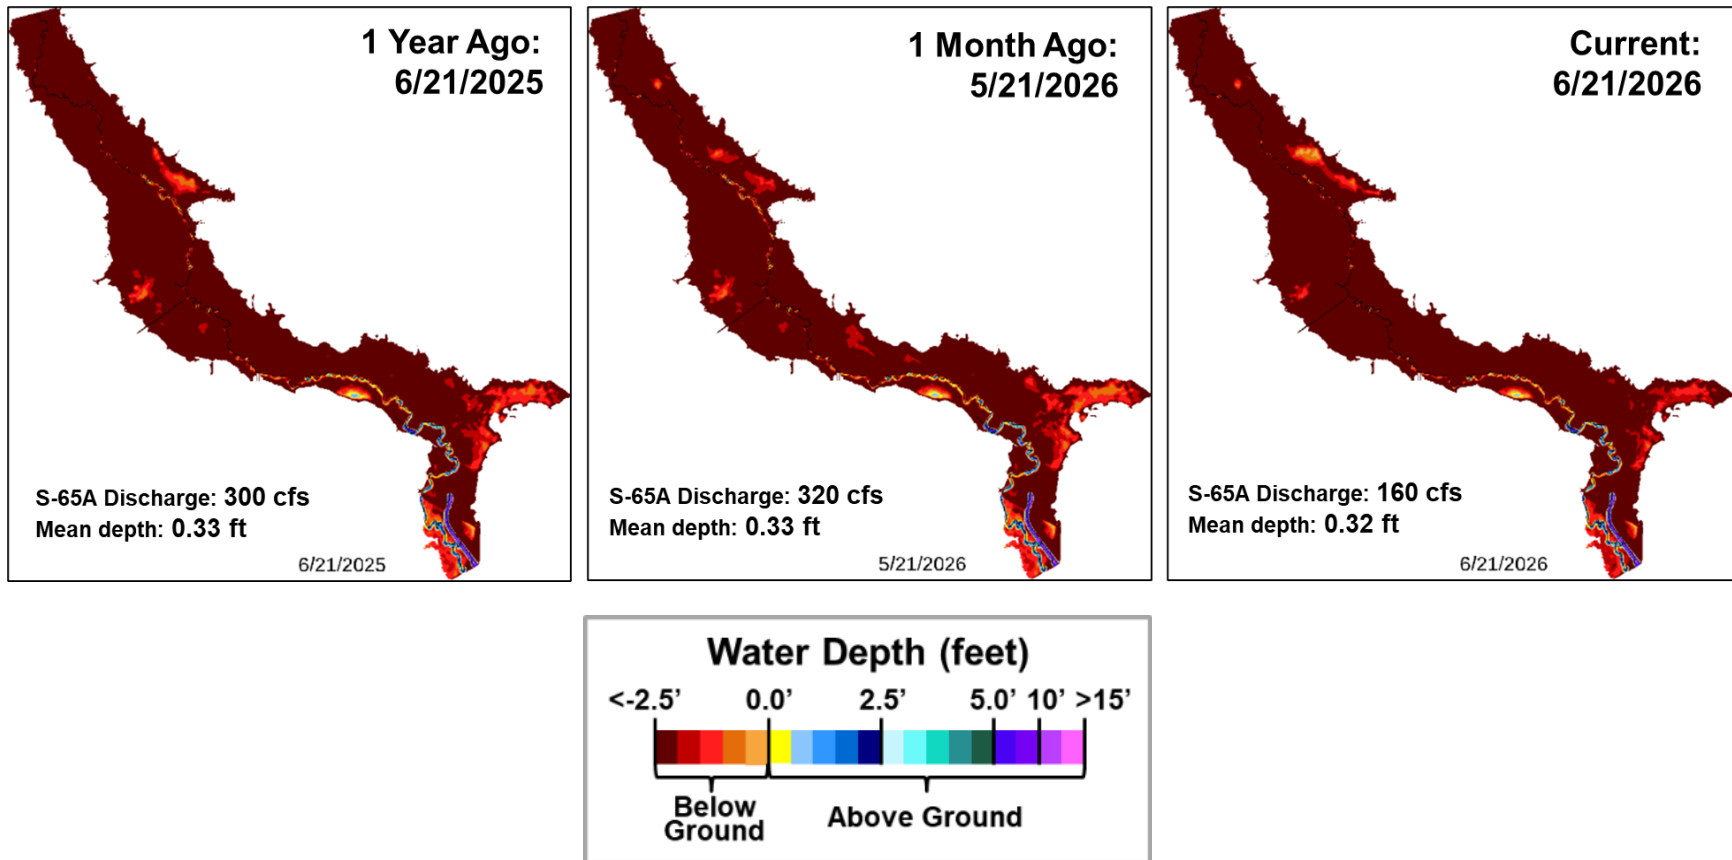 1 Year Ago:
6/21/2025
S-65A Discharge: 300 cfs
Mean depth: 0.33 ft
6/21/2025
1 Month Ago:
5/21/2026
S-65A Discharge: 320 cfs
Mean depth: 0.33 ft
5/21/2026
Current:
6/21/2026
S-65A Discharge: 160 cfs
Mean depth: 0.32 ft
6/21/2026
Water Depth (feet)
<-2.5’ 0.0’ 2.5’ 5.0’ 10’ >15’
Below
Ground
Above Ground